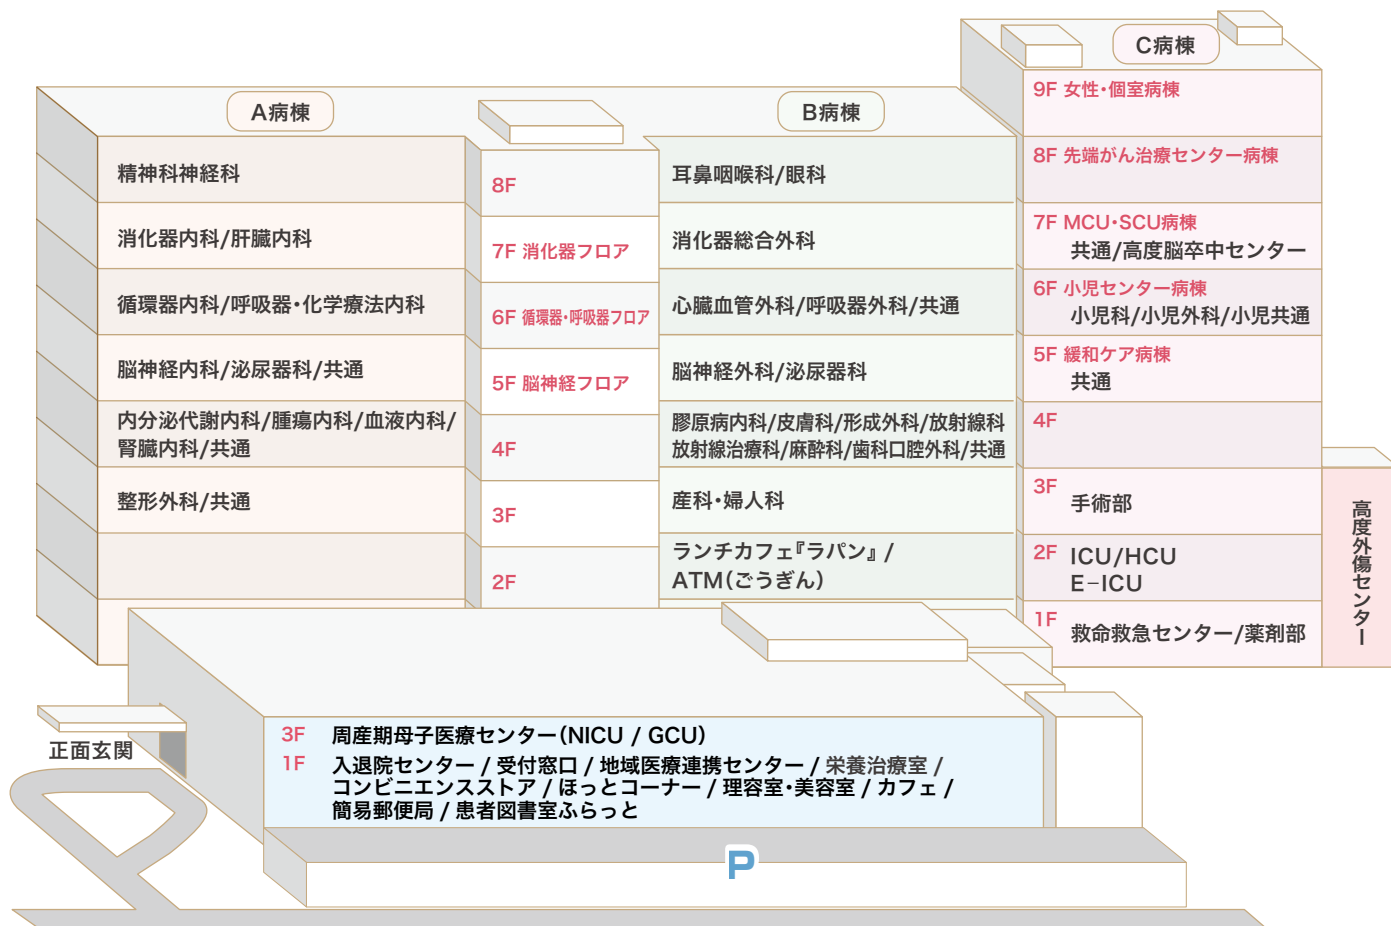 A病棟
精神科神経科
消化器内科/肝臓内科
循環器内科/呼吸器・化学療法内科
脳神経内科/泌尿器科/共通
内分泌代謝内科/腫瘍内科/血液内科/
腎臓内科/共通
整形外科/共通
8F
7F 消化器フロア
6F 循環器・呼吸器フロア
5F 脳神経フロア
4F
3F
2F
B病棟
耳鼻咽喉科/眼科
消化器総合外科
心臓血管外科/呼吸器外科/共通
脳神経外科/泌尿器科
膠原病内科/皮膚科/形成外科/放射線科
放射線治療科/麻酔科/歯科口腔外科/共通
産科・婦人科
ランチカフェ『ラパン』 /
ATM(ごうぎん)
C病棟
9F 女性・個室病棟
8F 先端がん治療センター病棟
7F MCU・SCU病棟
共通/高度脳卒中センター
6F 小児センター病棟
小児科/小児外科/小児共通
5F 緩和ケア病棟
共通
4F
3F
手術部
2F ICU/HCU
E-ICU
1F
救命救急センター/薬剤部
高度外傷センター
正面玄関
3F 周産期母子医療センター(NICU / GCU)
1F 入退院センター / 受付窓口 / 地域医療連携センター / 栄養治療室 /
コンビニエンスストア / ほっとコーナー / 理容室・美容室 / カフェ /
簡易郵便局 / 患者図書室ふらっと
P